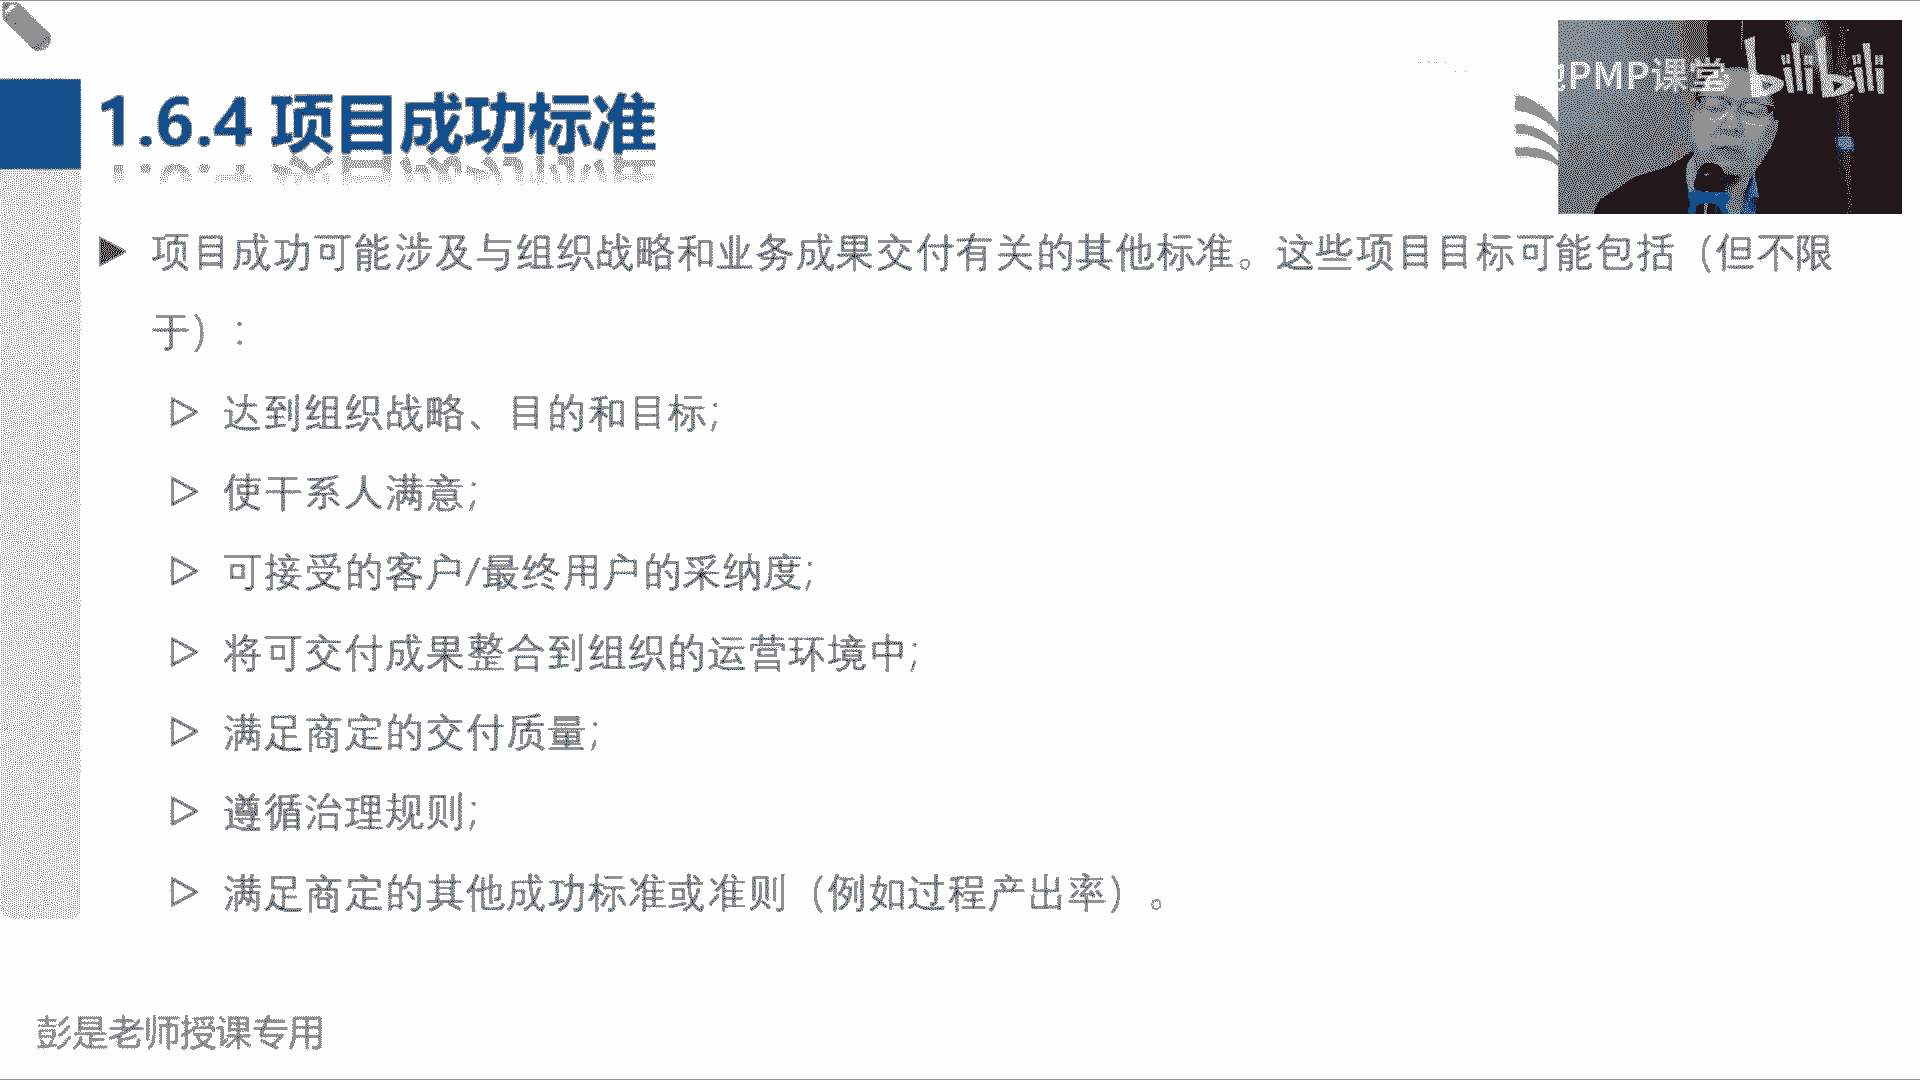 PMP课堂 bilibili
1.6.4 项目成功标准
项目成功可能涉及与组织战略和业务成果交付有关的其他标准。这些项目目标可能包括（但不限
于）：
达到组织战略、目的和目标;
使干系人满意;
可接受的客户/最终用户的采纳度;
将可交付成果整合到组织的运营环境中;
满足商定的交付质量;
遵循治理规则;
满足商定的其他成功标准或准则（例如过程产出率）。
彭是老师授课专用